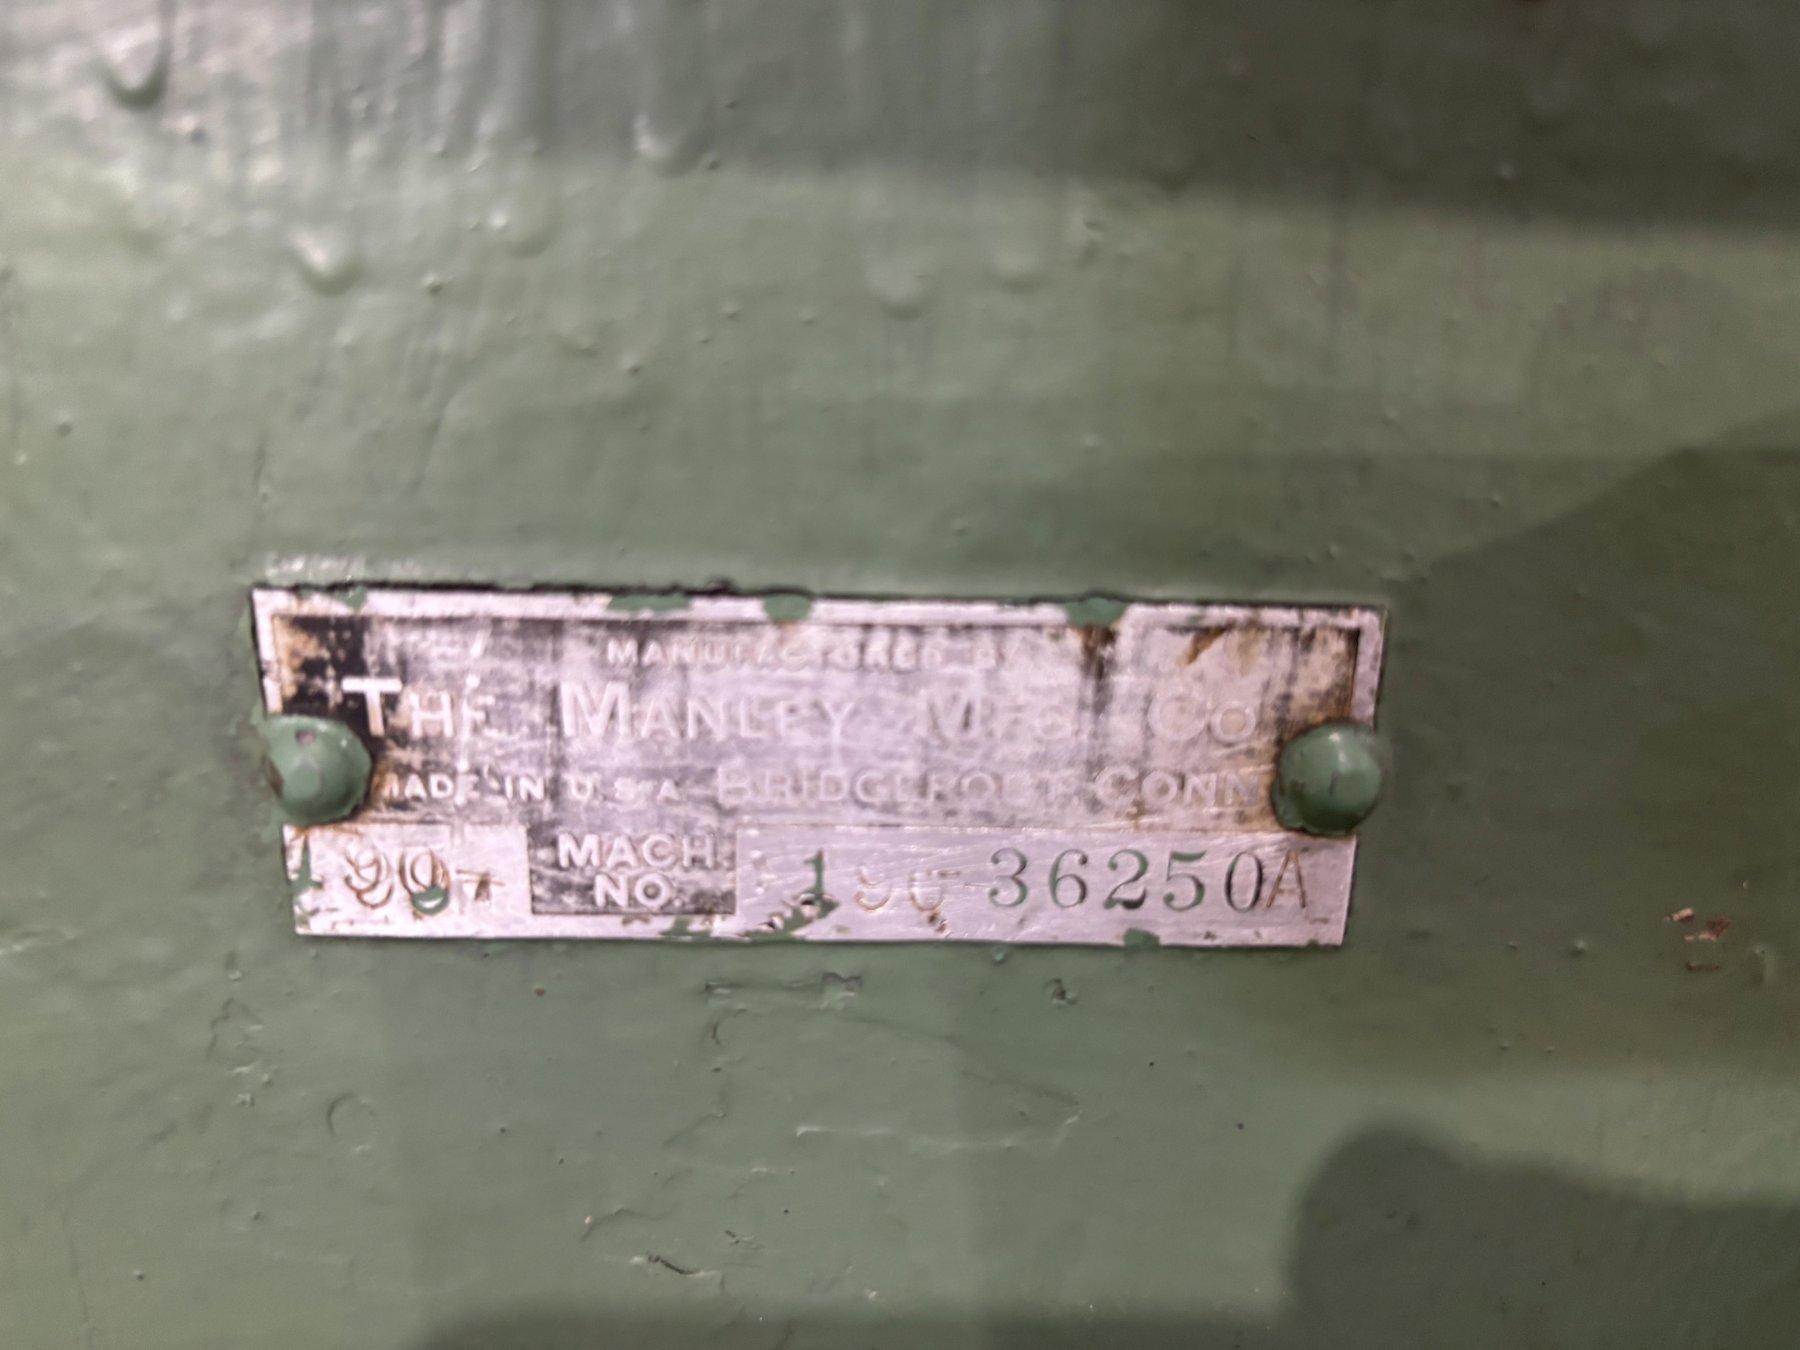 MANUFACTURED BY
THE MANLEY MFG. CO
MADE IN U.S.A. BRIDGEPORT, CONN
MACH. NO. 36250A